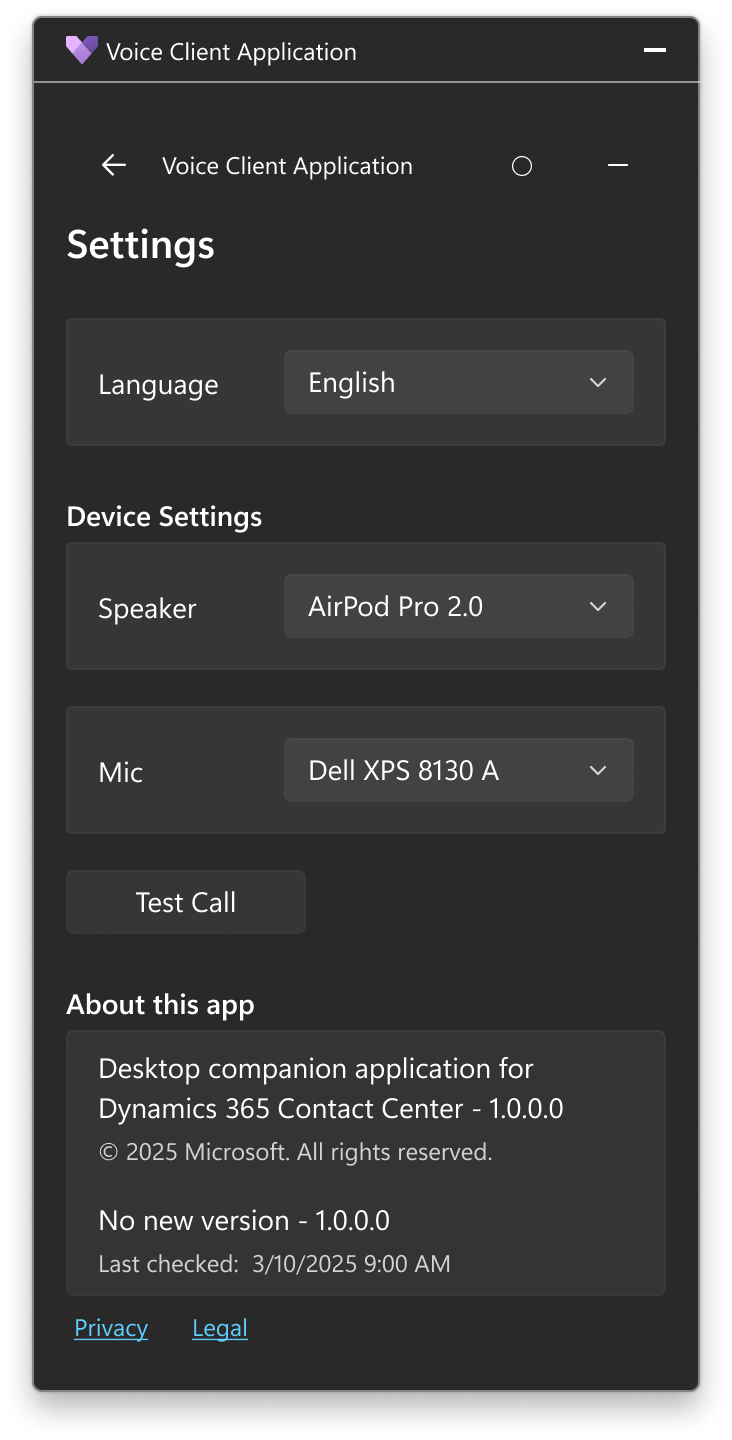 Voice Client Application
Voice Client Application
Settings
Language
English
Device Settings
Speaker
AirPod Pro 2.0
Mic
Dell XPS 8130 A
Test Call
About this app
Desktop companion application for
Dynamics 365 Contact Center - 1.0.0.0
© 2025 Microsoft. All rights reserved.
No new version - 1.0.0.0
Last checked:  3/10/2025 9:00 AM
Privacy
Legal